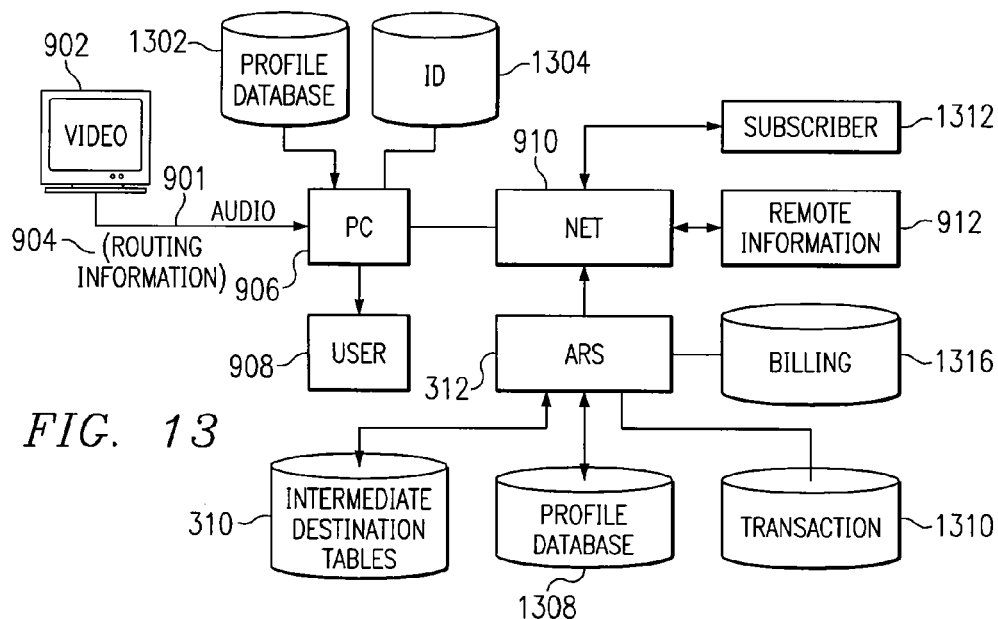 902
VIDEO
1302
PROFILE
DATABASE
ID
1304
901
AUDIO
904
(ROUTING
INFORMATION)
PC
906
910
NET
SUBSCRIBER
1312
REMOTE
INFORMATION
912
USER
908
ARS
312
BILLING
1316
FIG. 13
INTERMEDIATE
DESTINATION
TABLES
310
PROFILE
DATABASE
1308
TRANSACTION
1310